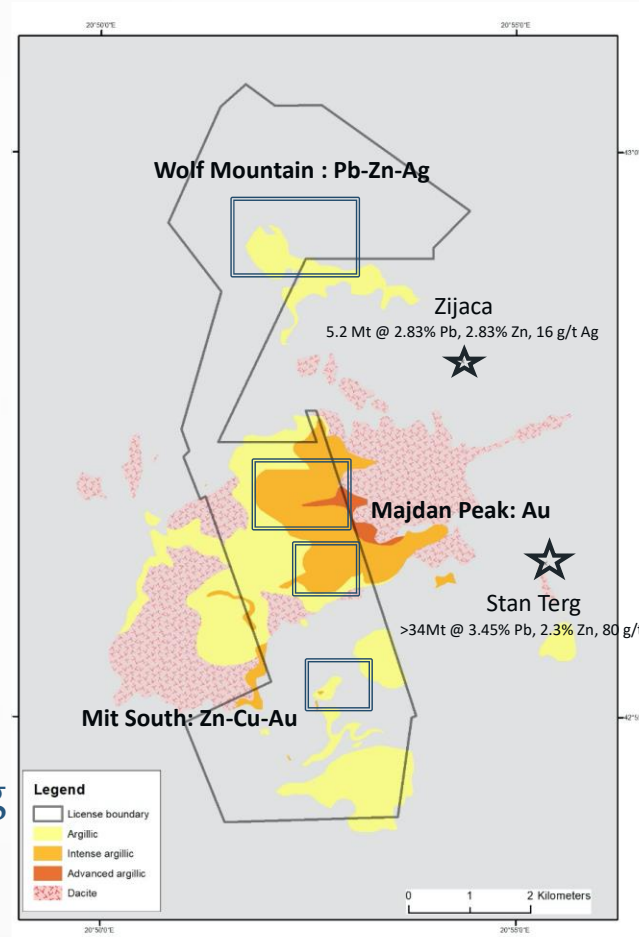 20°50'0"E 20°55'0"E
Wolf Mountain : Pb-Zn-Ag
Zijaca
5.2 Mt @ 2.83% Pb, 2.83% Zn, 16 g/t Ag
Majdan Peak: Au
Stan Terg
>34Mt @ 3.45% Pb, 2.3% Zn, 80 g/t
Mit South: Zn-Cu-Au
g
Legend
License boundary
Argillic
Intense argillic
Advanced argillic
Dacite
0 1 2 Kilometers
20°50'0"E 20°55'0"E